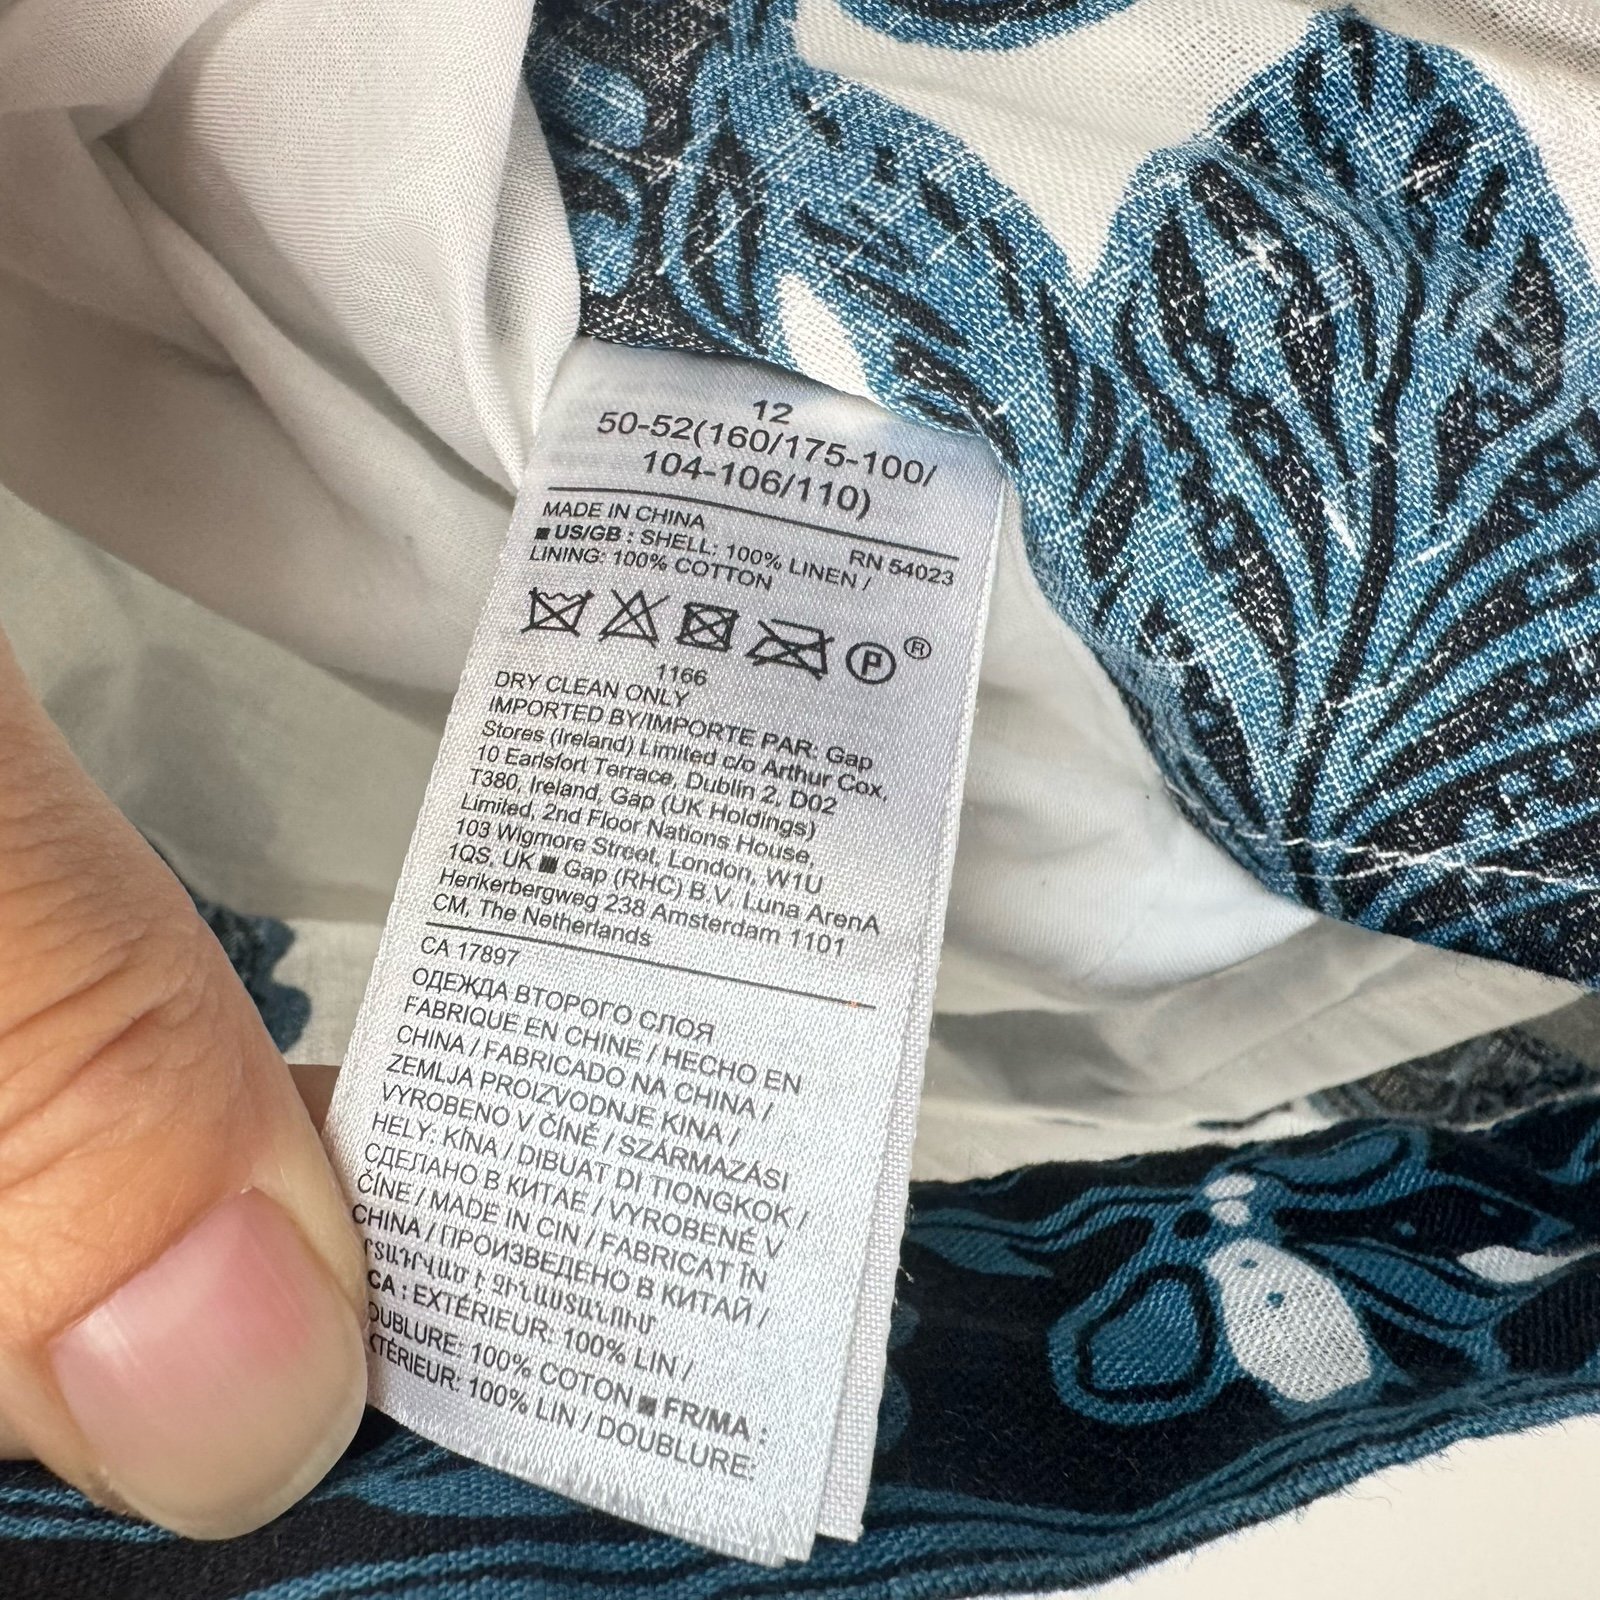 12
50-52(160/175-100/
104-106/110)
MADE IN CHINA
RN 54023
■ US/GB : SHELL: 100% LINEN /
LINING: 100% COTTON
P ®
1166
DRY CLEAN ONLY
IMPORTED BY/IMPORTE PAR: Gap
Stores (Ireland) Limited c/o Arthur Cox,
10 Earlsfort Terrace, Dublin 2, D02
T380, Ireland, Gap (UK Holdings)
Limited, 2nd Floor Nations House,
103 Wigmore Street, London, W1U
1QS, UK ■ Gap (RHC) B.V. Luna ArenA
Herikerbergweg 238 Amsterdam 1101
CM, The Netherlands
CA 17897
ОДЕЖДА ВТОРОГО СЛОЯ
FABRIQUE EN CHINE / HECHO EN
CHINA / FABRICADO NA CHINA /
ZEMLJA PROIZVODNJE KINA /
VYROBENO V ČÍNĚ / SZÁRMAZÁSI
HELY: KÍNA / DIBUAT DI TIONGKOK /
СДЕЛАНО В КИТАЕ / VYROBENÉ V
ČÍNE / MADE IN CIN / FABRICAT ÎN
CHINA / ПРОИЗВЕДЕНО В КИТАЙ /
է Չինաստանում
CA : EXTÉRIEUR: 100% LIN /
DOUBLURE: 100% COTON ■ FR/MA :
EXTÉRIEUR: 100% LIN / DOUBLURE: